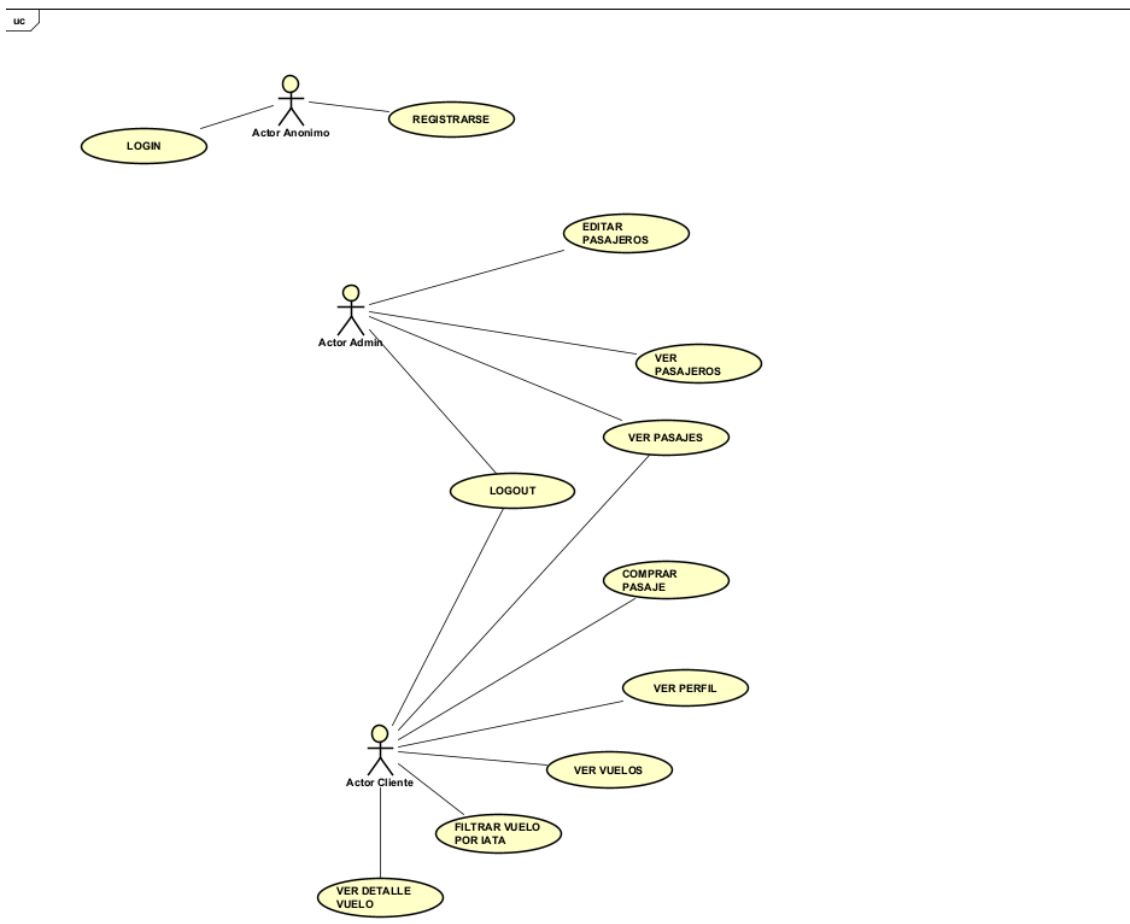 uc
Actor Anonimo
REGISTRARSE
LOGIN
EDITAR
PASAJEROS
Actor Admin
VER
PASAJEROS
VER PASAJES
LOGOUT
COMPRAR
PASAJE
VER PERFIL
VER VUELOS
Actor Cliente
FILTRAR VUELO
POR IATA
VER DETALLE
VUELO